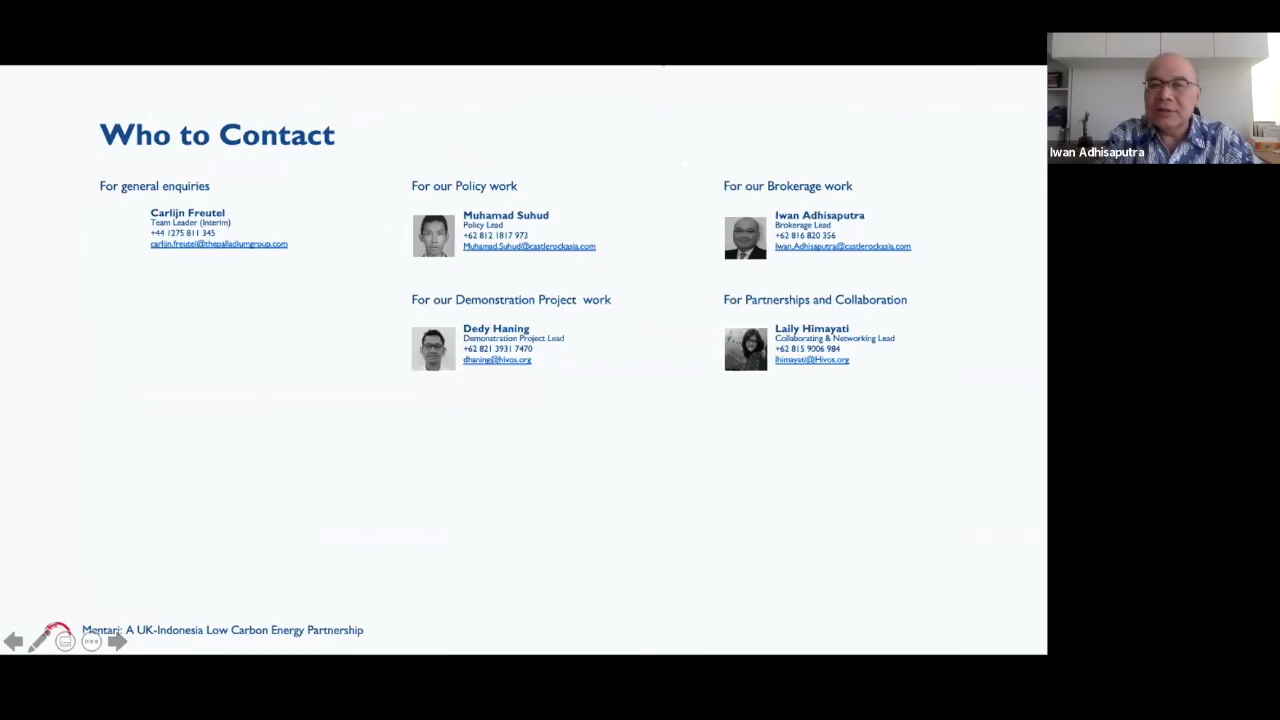 Who to Contact
For general enquiries
Carlijn Freutel
Team Leader (Interim)
+44 1275 811 345
carlijn.freutel@thepalladiumgroup.com
For our Policy work
Muhamad Suhud
Policy Lead
+62 812 1817 973
Muhamad.Suhud@castlerockasia.com
For our Brokerage work
Iwan Adhisaputra
Brokerage Lead
+62 816 820 356
Iwan.Adhisaputra@castlerockasia.com
For our Demonstration Project work
Dedy Haning
Demonstration Project Lead
+62 821 3931 7470
dhaning@hivos.org
For Partnerships and Collaboration
Laily Himayati
Collaborating & Networking Lead
+62 815 9006 984
lhimayati@Hivos.org
Mentari: A UK-Indonesia Low Carbon Energy Partnership
Iwan Adhisaputra